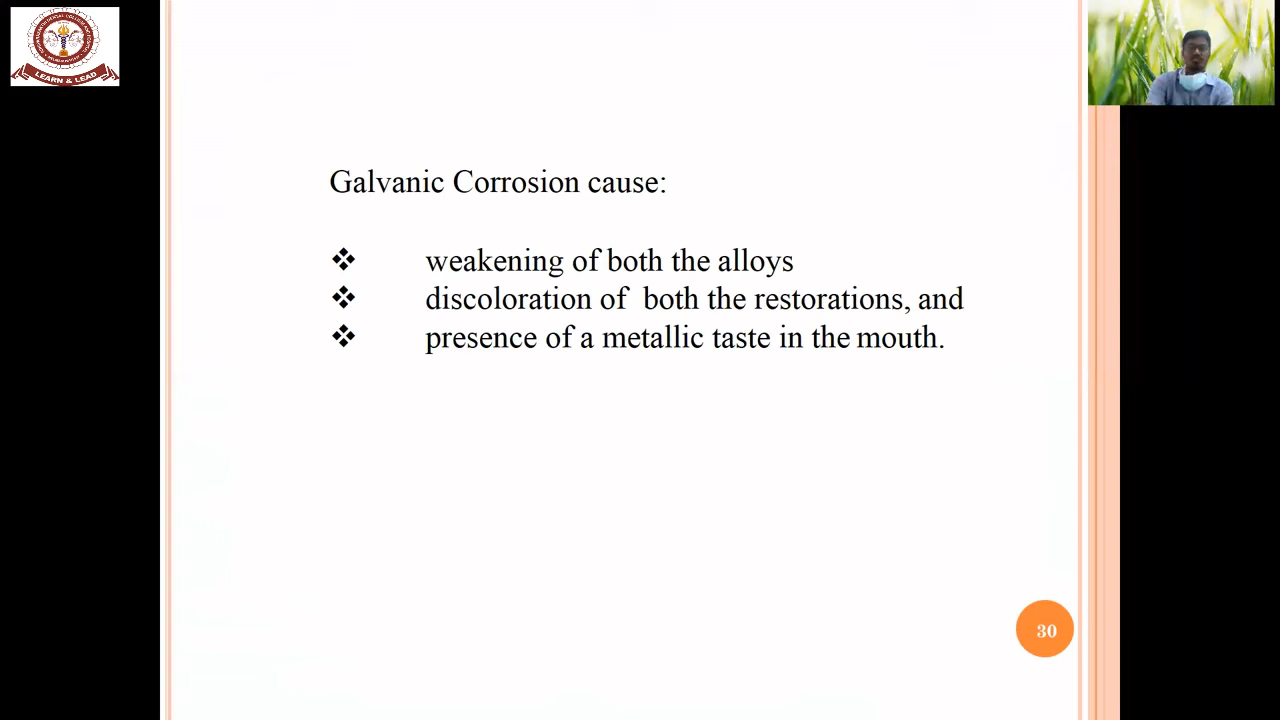 LEARN & LEAD
Galvanic Corrosion cause:
❖ weakening of both the alloys
❖ discoloration of both the restorations, and
❖ presence of a metallic taste in the mouth.
30